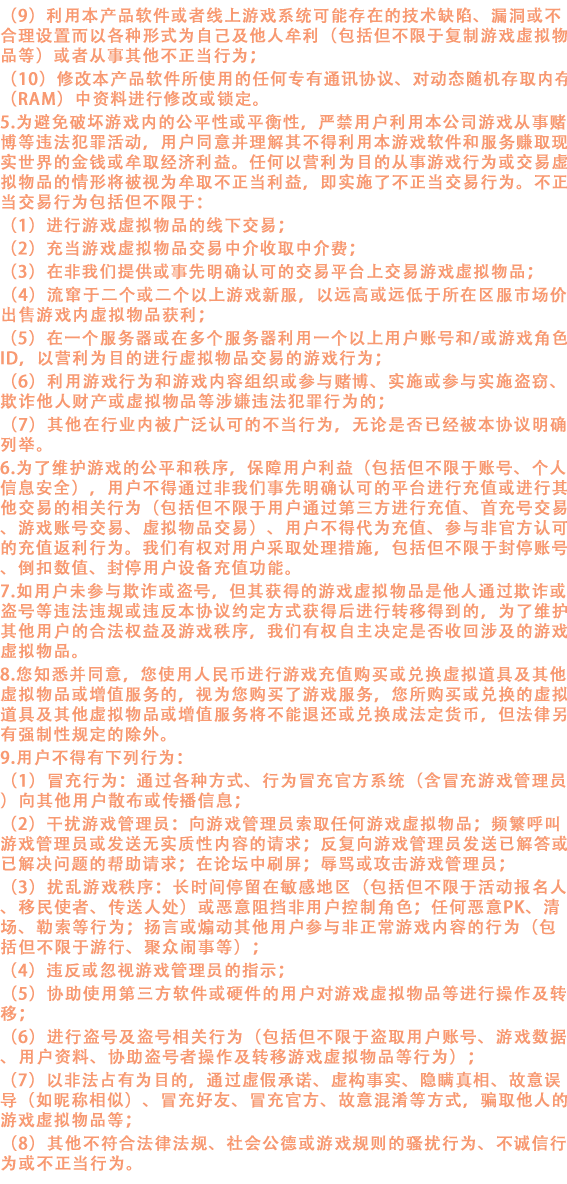 （9）利用本产品软件或者线上游戏系统可能存在的技术缺陷、漏洞或不
合理设置而以各种形式为自己及他人牟利（包括但不限于复制游戏虚拟物
品等）或者从事其他不正当行为；
（10）修改本产品软件所使用的任何专有通讯协议、对动态随机存取内存
（RAM）中资料进行修改或锁定。
5.为避免破坏游戏内的公平性或平衡性，严禁用户利用本公司游戏从事赌
博等违法犯罪活动，用户同意并理解其不得利用本游戏软件和服务赚取现
实世界的金钱或牟取经济利益。任何以营利为目的从事游戏行为或交易虚
拟物品的情形将被视为牟取不正当利益，即实施了不正当交易行为。不正
当交易行为包括但不限于：
（1）进行游戏虚拟物品的线下交易；
（2）充当游戏虚拟物品交易中介收取中介费；
（3）在非我们提供或事先明确认可的交易平台上交易游戏虚拟物品；
（4）流窜于二个或二个以上游戏新服，以远高或远低于所在区服市场价
出售游戏内虚拟物品获利；
（5）在一个服务器或在多个服务器利用一个以上用户账号和/或游戏角色
ID，以营利为目的进行虚拟物品交易的游戏行为；
（6）利用游戏行为和游戏内容组织或参与赌博、实施或参与实施盗窃、
欺诈他人财产或虚拟物品等涉嫌违法犯罪行为的；
（7）其他在行业内被广泛认可的不当行为，无论是否已经被本协议明确
列举。
6.为了维护游戏的公平和秩序，保障用户利益（包括但不限于账号、个人
信息安全），用户不得通过非我们事先明确认可的平台进行充值或进行其
他交易的相关行为（包括但不限于用户通过第三方进行充值、首充号交易
、游戏账号交易、虚拟物品交易）、用户不得代为充值、参与非官方认可
的充值返利行为。我们有权对用户采取处理措施，包括但不限于封停账号
、倒扣数值、封停用户设备充值功能。
7.如用户未参与欺诈或盗号，但其获得的游戏虚拟物品是他人通过欺诈或
盗号等违法违规或违反本协议约定方式获得后进行转移得到的，为了维护
其他用户的合法权益及游戏秩序，我们有权自主决定是否收回涉及的游戏
虚拟物品。
8.您知悉并同意，您使用人民币进行游戏充值购买或兑换虚拟道具及其他
虚拟物品或增值服务的，视为您购买了游戏服务，您所购买或兑换的虚拟
道具及其他虚拟物品或增值服务将不能退还或兑换成法定货币，但法律另
有强制性规定的除外。
9.用户不得有下列行为：
（1）冒充行为：通过各种方式、行为冒充官方系统（含冒充游戏管理员
）向其他用户散布或传播信息；
（2）干扰游戏管理员：向游戏管理员索取任何游戏虚拟物品；频繁呼叫
游戏管理员或发送无实质性内容的请求；反复向游戏管理员发送已解答或
已解决问题的帮助请求；在论坛中刷屏；辱骂或攻击游戏管理员；
（3）扰乱游戏秩序：长时间停留在敏感地区（包括但不限于活动报名人
、移民使者、传送人处）或恶意阻挡非用户控制角色；任何恶意PK、清
场、勒索等行为；扬言或煽动其他用户参与非正常游戏内容的行为（包
括但不限于游行、聚众闹事等）；
（4）违反或忽视游戏管理员的指示；
（5）协助使用第三方软件或硬件的用户对游戏虚拟物品等进行操作及转
移；
（6）进行盗号及盗号相关行为（包括但不限于盗取用户账号、游戏数据
、用户资料、协助盗号者操作及转移游戏虚拟物品等行为）；
（7）以非法占有为目的，通过虚假承诺、虚构事实、隐瞒真相、故意误
导（如昵称相似）、冒充好友、冒充官方、故意混淆等方式，骗取他人的
游戏虚拟物品等；
（8）其他不符合法律法规、社会公德或游戏规则的骚扰行为、不诚信行
为或不正当行为。